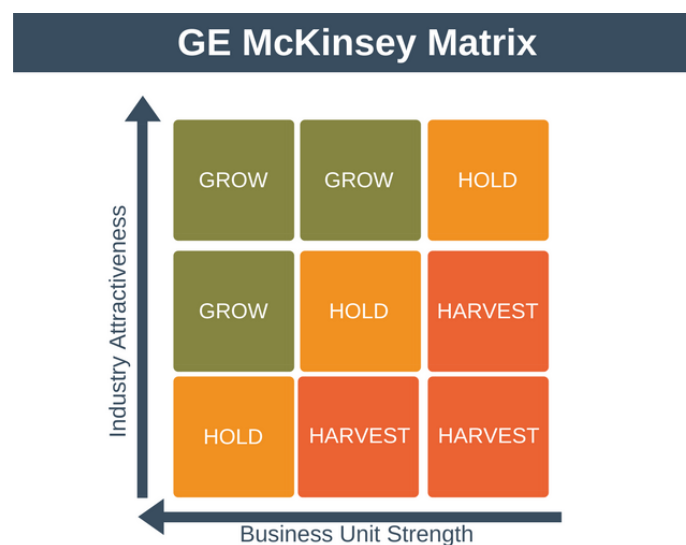 GE McKinsey Matrix
Industry Attractiveness
GROW
GROW
HOLD
GROW
HOLD
HARVEST
HOLD
HARVEST
HARVEST
Business Unit Strength